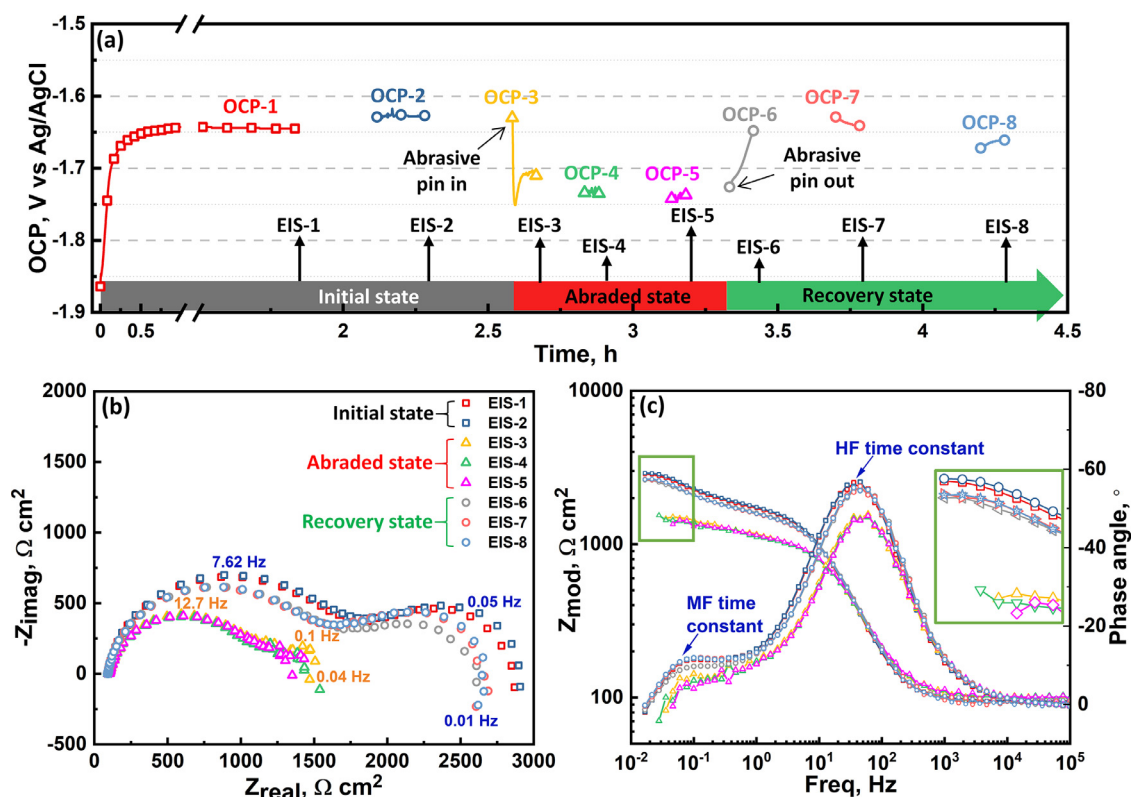 (a)
-1.5
-1.6
-1.7
-1.8
-1.9
OCP, V vs Ag/AgCl
OCP-1
OCP-2
OCP-3
OCP-4
OCP-5
OCP-6
OCP-7
OCP-8
Abrasive
pin in
Abrasive
pin out
EIS-1
EIS-2
EIS-3
EIS-4
EIS-5
EIS-6
EIS-7
EIS-8
Initial state
Abraded state
Recovery state
0 0.5 2 2.5 3 3.5 4 4.5
Time, h
(b)
2000
1500
1000
500
0
-500
-Zimag, Ω cm2
Initial state
Abraded state
Recovery state
EIS-1
EIS-2
EIS-3
EIS-4
EIS-5
EIS-6
EIS-7
EIS-8
7.62 Hz
12.7 Hz
0.05 Hz
0.1 Hz
0.04 Hz
0.01 Hz
0 500 1000 1500 2000 2500 3000
Zreal, Ω cm2
(c)
10000
1000
100
Zmod, Ω cm2
HF time constant
MF time
constant
-80
-60
-40
-20
0
Phase angle, °
10-2 10-1 100 101 102 103 104 105
Freq, Hz